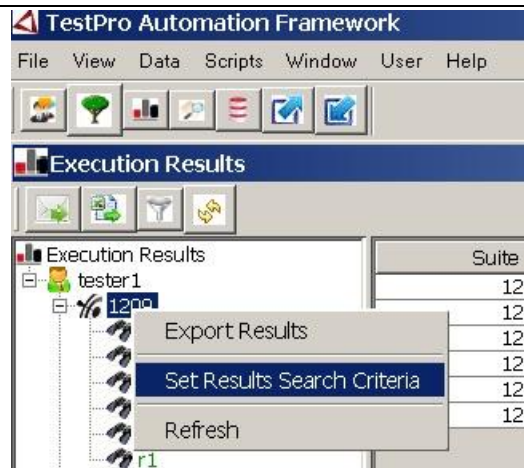 TestPro Automation Framework
File View Data Scripts Window User Help
Execution Results
Execution Results
Suite
tester1
12
1209
12
Export Results
12
12
Set Results Search Criteria
12
12
Refresh
r1